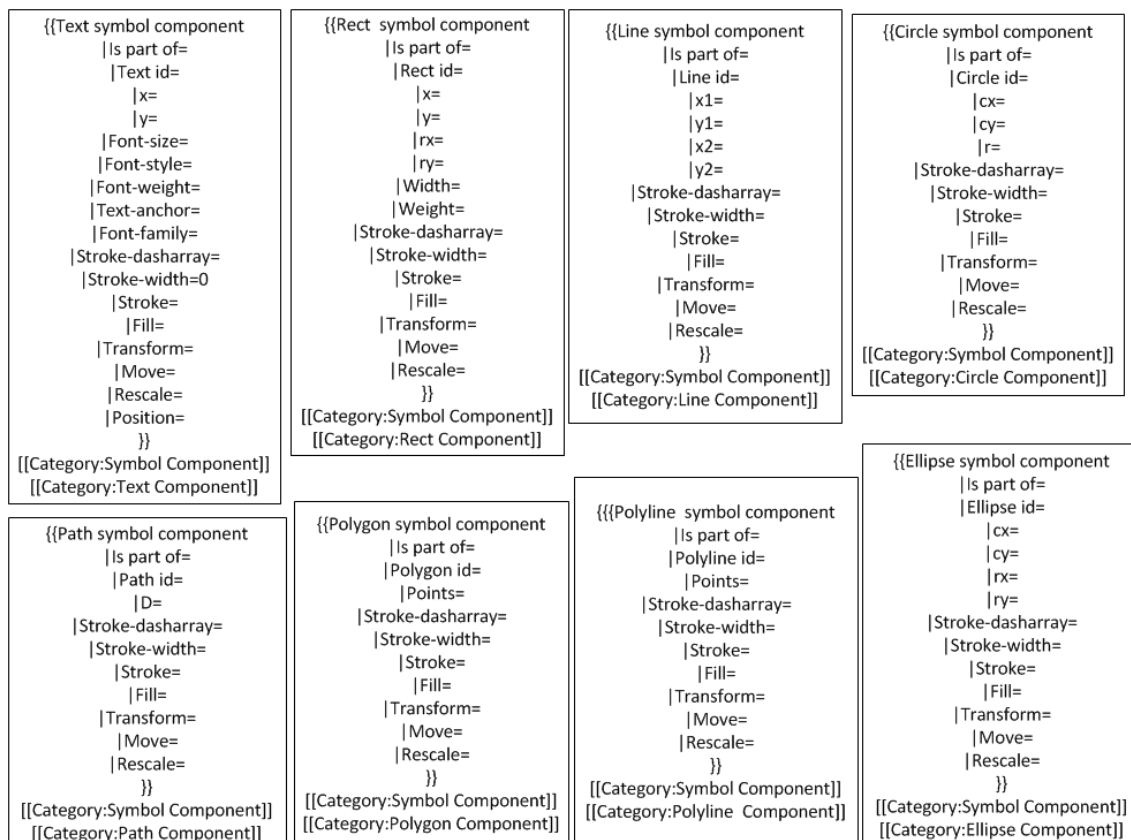 {{Text symbol component
|Is part of=
|Text id=
|x=
|y=
|Font-size=
|Font-style=
|Font-weight=
|Text-anchor=
|Font-family=
|Stroke-dasharray=
|Stroke-width=0
|Stroke=
|Fill=
|Transform=
|Move=
|Rescale=
|Position=
}}
[[Category:Symbol Component]]
[[Category:Text Component]]
{{Rect symbol component
|Is part of=
|Rect id=
|x=
|y=
|rx=
|ry=
|Width=
|Weight=
|Stroke-dasharray=
|Stroke-width=
|Stroke=
|Fill=
|Transform=
|Move=
|Rescale=
}}
[[Category:Symbol Component]]
[[Category:Rect Component]]
{{Line symbol component
|Is part of=
|Line id=
|x1=
|y1=
|x2=
|y2=
|Stroke-dasharray=
|Stroke-width=
|Stroke=
|Fill=
|Transform=
|Move=
|Rescale=
}}
[[Category:Symbol Component]]
[[Category:Line Component]]
{{Circle symbol component
|Is part of=
|Circle id=
|cx=
|cy=
|r=
|Stroke-dasharray=
|Stroke-width=
|Stroke=
|Fill=
|Transform=
|Move=
|Rescale=
}}
[[Category:Symbol Component]]
[[Category:Circle Component]]
{{Path symbol component
|Is part of=
|Path id=
|D=
|Stroke-dasharray=
|Stroke-width=
|Stroke=
|Fill=
|Transform=
|Move=
|Rescale=
}}
[[Category:Symbol Component]]
[[Category:Path Component]]
{{Polygon symbol component
|Is part of=
|Polygon id=
|Points=
|Stroke-dasharray=
|Stroke-width=
|Stroke=
|Fill=
|Transform=
|Move=
|Rescale=
}}
[[Category:Symbol Component]]
[[Category:Polygon Component]]
{{{Polyline symbol component
|Is part of=
|Polyline id=
|Points=
|Stroke-dasharray=
|Stroke-width=
|Stroke=
|Fill=
|Transform=
|Move=
|Rescale=
}}
[[Category:Symbol Component]]
[[Category:Polyline Component]]
{{Ellipse symbol component
|Is part of=
|Ellipse id=
|cx=
|cy=
|rx=
|ry=
|Stroke-dasharray=
|Stroke-width=
|Stroke=
|Fill=
|Transform=
|Move=
|Rescale=
}}
[[Category:Symbol Component]]
[[Category:Ellipse Component]]